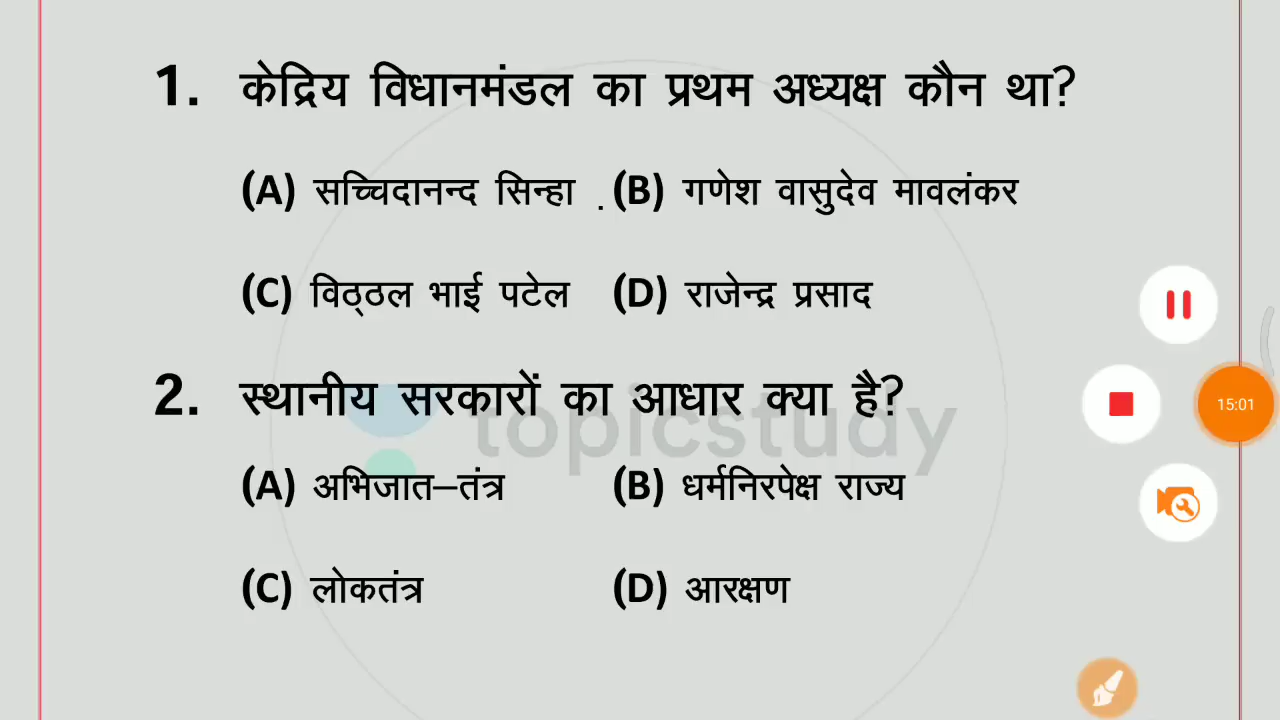 1. केद्रिय विधानमंडल का प्रथम अध्यक्ष कौन था?
(A) सच्चिदानन्द सिन्हा .(B) गणेश वासुदेव मावलंकर
(C) विठ्ठल भाई पटेल (D) राजेन्द्र प्रसाद
2. स्थानीय सरकारों का आधार क्या है?
15:01
topicstudy
(A) अभिजात–तंत्र (B) धर्मनिरपेक्ष राज्य
(C) लोकतंत्र (D) आरक्षण